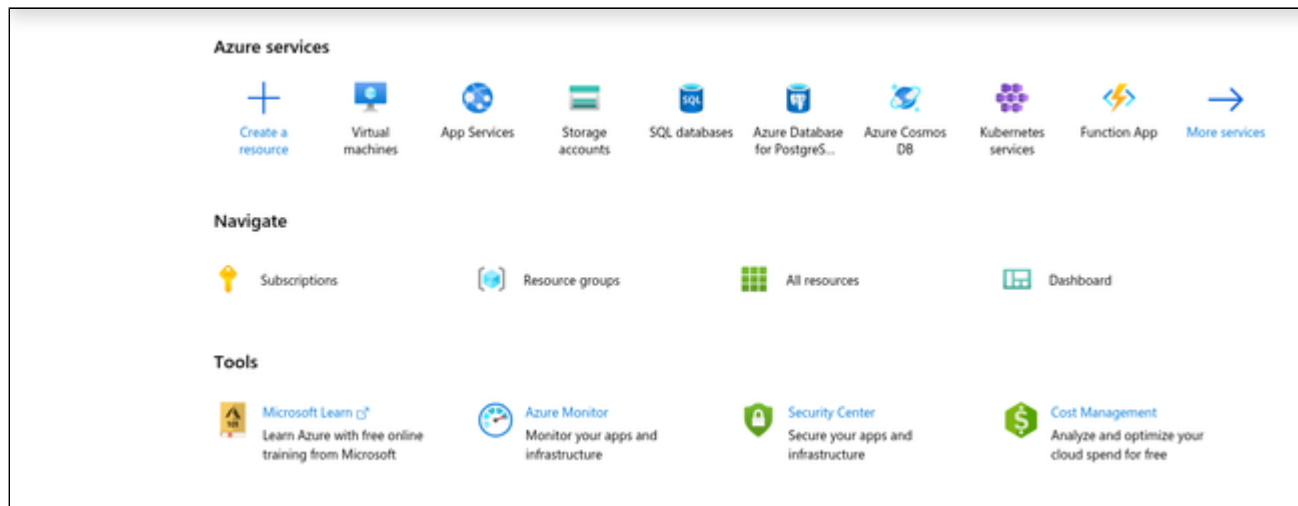 Azure services
Create a
resource
Virtual
machines
App Services
Storage
accounts
SQL
SQL databases
Azure Database
for PostgreS...
Azure Cosmos
DB
Kubernetes
services
Function App
More services
Navigate
Subscriptions
Resource groups
All resources
Dashboard
Tools
101
Microsoft Learn
Learn Azure with free online
training from Microsoft
Azure Monitor
Monitor your apps and
infrastructure
Security Center
Secure your apps and
infrastructure
$
Cost Management
Analyze and optimize your
cloud spend for free